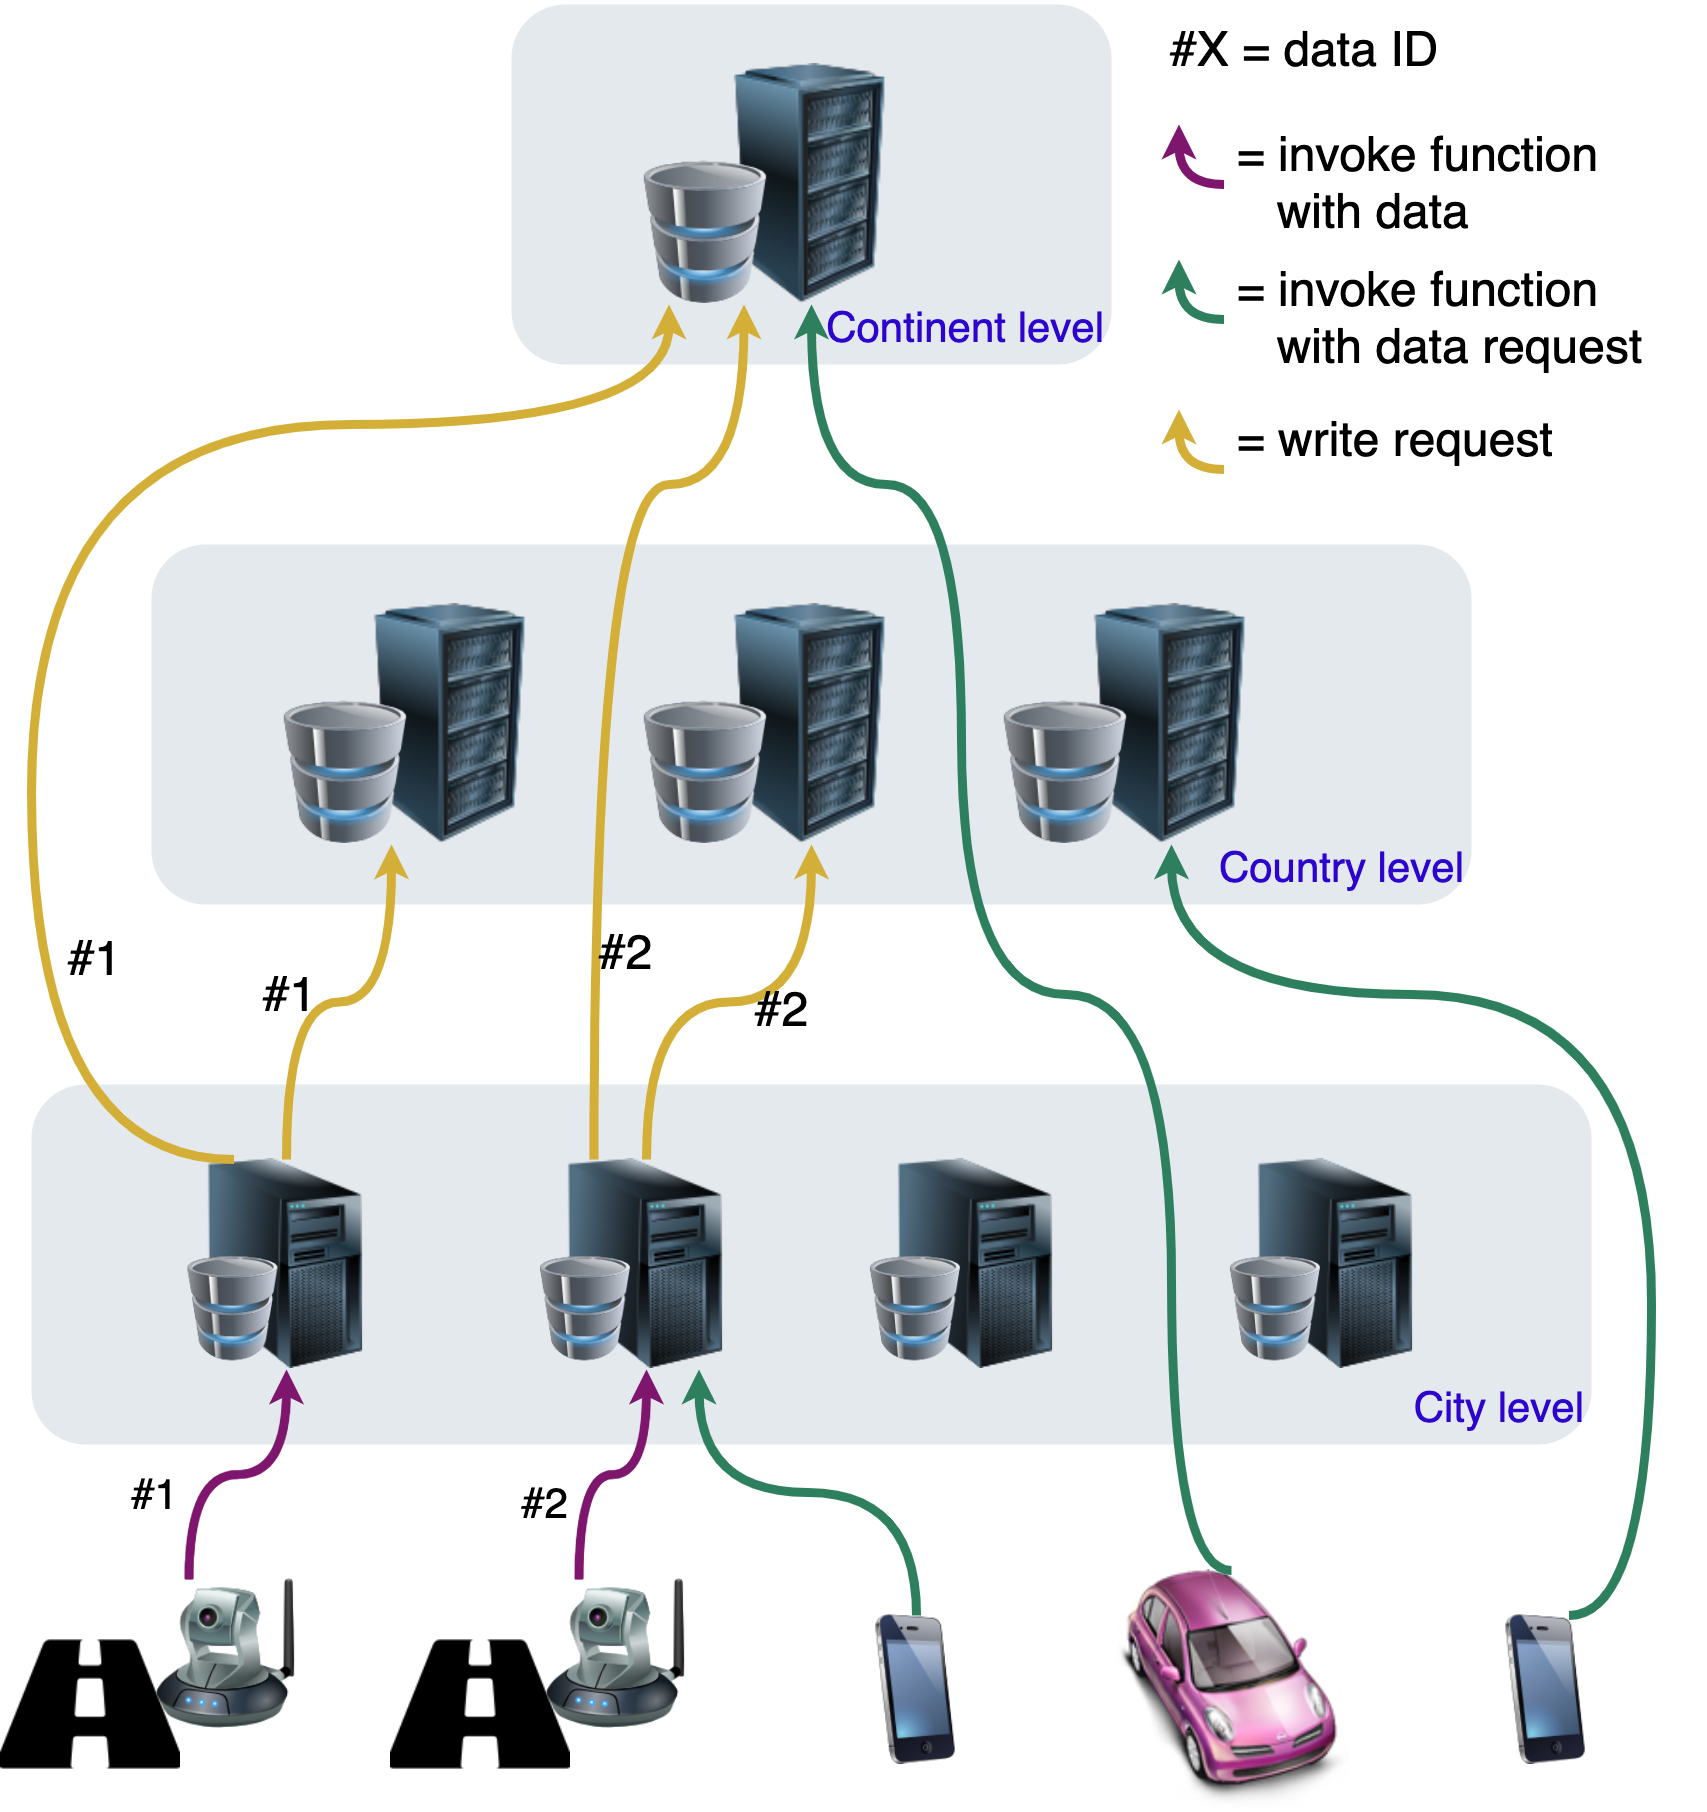 #X = data ID
= invoke function
with data
= invoke function
with data request
= write request
Continent level
Country level
#1
#1
#2
#2
City level
#1
#2